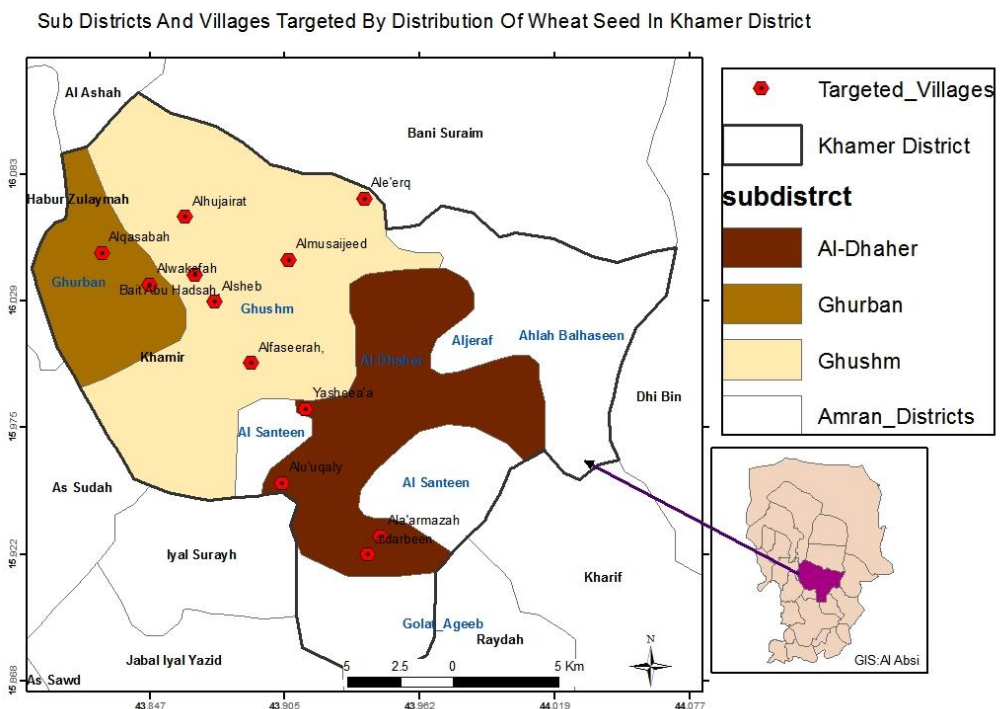 Sub Districts And Villages Targeted By Distribution Of Wheat Seed In Khamer District
Al Ashah
Bani Suraim
Ale'erq
Habur Zulaymah
Alhujairat
Alqasabah
Almusaijeed
Alwakefah
Ghurban
Bait Abu Hadsah
Alsheb
Ghushm
Ahlah Balhaseen
Aljeraf
Khamir
Alfaseerah,
Al-Dhaher
Yasheea'a
Dhi Bin
Al Santeen
Alu'uqaly
As Sudah
Al Santeen
Ala'armazah
Iyal Surayh
Kharif
Golat_Ageeb
Raydah
Jabal Iyal Yazid
As Sawd
16.083
16.029
15.975
15.922
15.868
43.847
43.905
43.962
44.019
44.077
5 2.5 0 5 Km
N
Targeted_Villages
Khamer District
subdistrct
Al-Dhaher
Ghurban
Ghushm
Amran_Districts
GIS:Al Absi